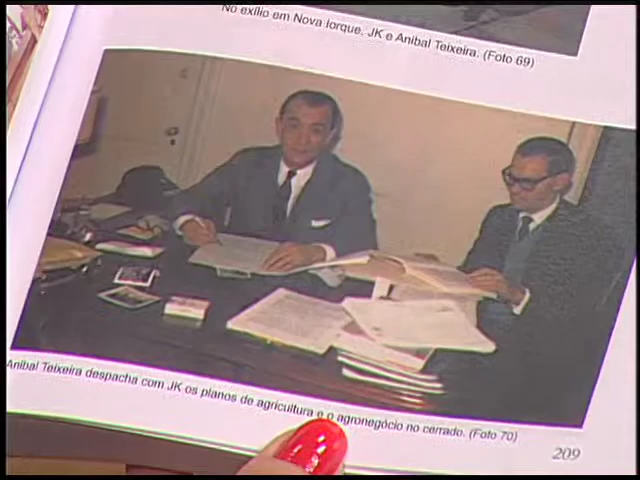 No exílio em Nova Iorque, JK e Anibal Teixeira. (Foto 69)
Anibal Teixeira despacha com JK os planos de agricultura e o agronegócio no cerrado. (Foto 70)
209